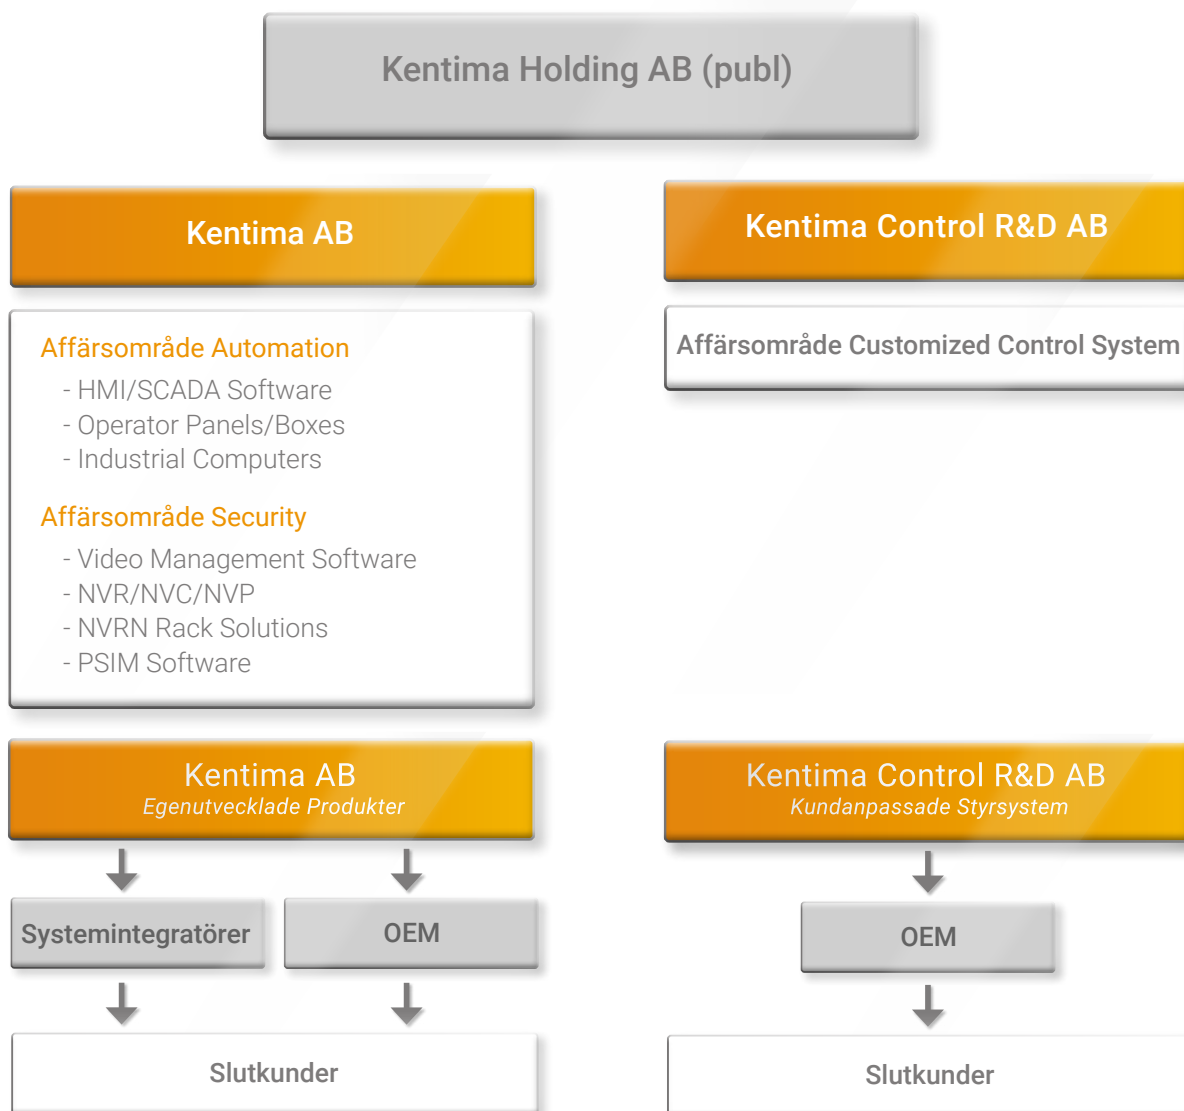 Kentima Holding AB (publ)
Kentima AB
Affärsområde Automation
- HMI/SCADA Software
- Operator Panels/Boxes
- Industrial Computers
Affärsområde Security
- Video Management Software
- NVR/NVC/NVP
- NVRN Rack Solutions
- PSIM Software
Kentima Control R&D AB
Affärsområde Customized Control System
Kentima AB
Egenutvecklade Produkter
Systemintegratörer
OEM
Slutkunder
Kentima Control R&D AB
Kundanpassade Styrsystem
OEM
Slutkunder